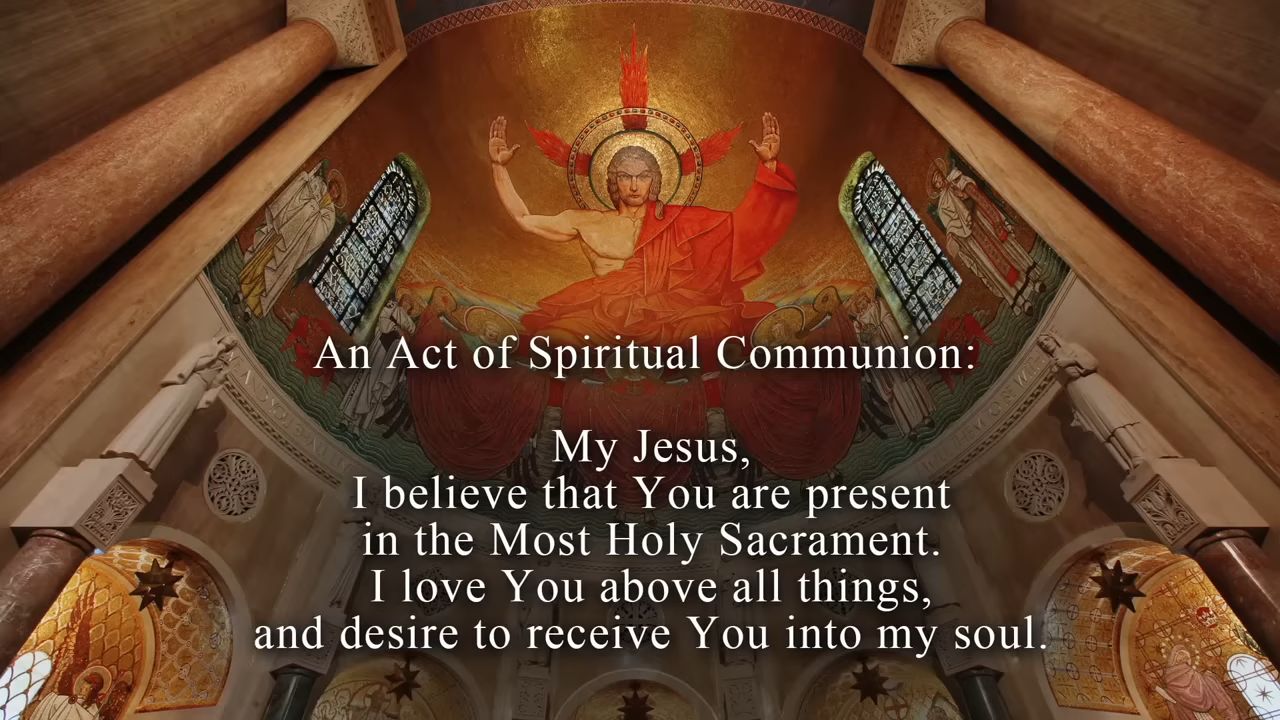 An Act of Spiritual Communion:
My Jesus,
I believe that You are present
in the Most Holy Sacrament.
I love You above all things,
and desire to receive You into my soul.